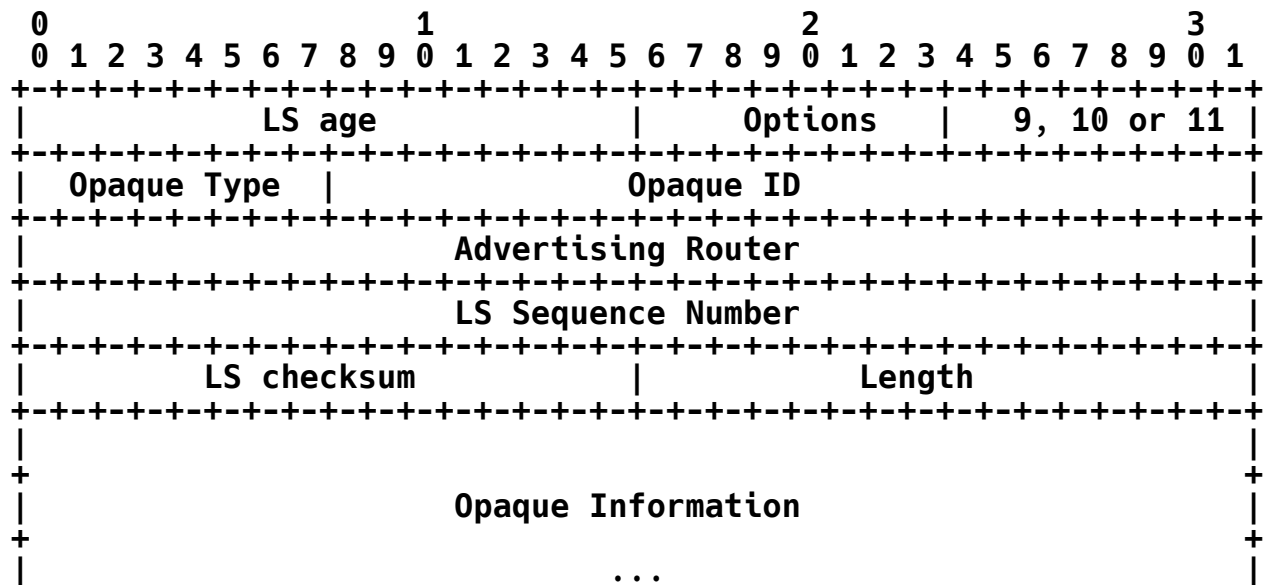 0                   1                   2                   3
 0 1 2 3 4 5 6 7 8 9 0 1 2 3 4 5 6 7 8 9 0 1 2 3 4 5 6 7 8 9 0 1
+-+-+-+-+-+-+-+-+-+-+-+-+-+-+-+-+-+-+-+-+-+-+-+-+-+-+-+-+-+-+-+-+
|            LS age             |     Options   |   9, 10 or 11 |
+-+-+-+-+-+-+-+-+-+-+-+-+-+-+-+-+-+-+-+-+-+-+-+-+-+-+-+-+-+-+-+-+
|  Opaque Type  |               Opaque ID                       |
+-+-+-+-+-+-+-+-+-+-+-+-+-+-+-+-+-+-+-+-+-+-+-+-+-+-+-+-+-+-+-+-+
|                      Advertising Router                       |
+-+-+-+-+-+-+-+-+-+-+-+-+-+-+-+-+-+-+-+-+-+-+-+-+-+-+-+-+-+-+-+-+
|                      LS Sequence Number                       |
+-+-+-+-+-+-+-+-+-+-+-+-+-+-+-+-+-+-+-+-+-+-+-+-+-+-+-+-+-+-+-+-+
|         LS checksum           |           Length              |
+-+-+-+-+-+-+-+-+-+-+-+-+-+-+-+-+-+-+-+-+-+-+-+-+-+-+-+-+-+-+-+-+
|                                                               |
+                                                               +
|                      Opaque Information                       |
+                                                               +
|                              ...                              |